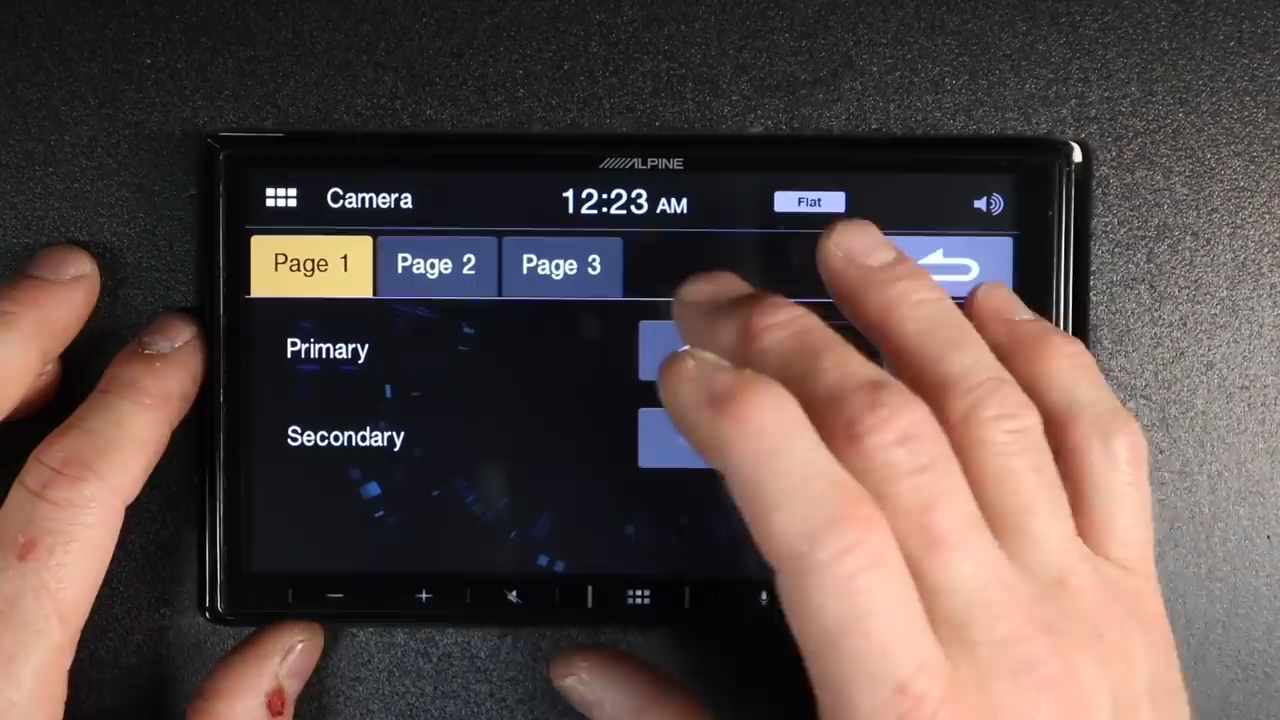 ALPINE
Camera
12:23 AM
Flat
Page 1
Page 2
Page 3
Primary
Secondary